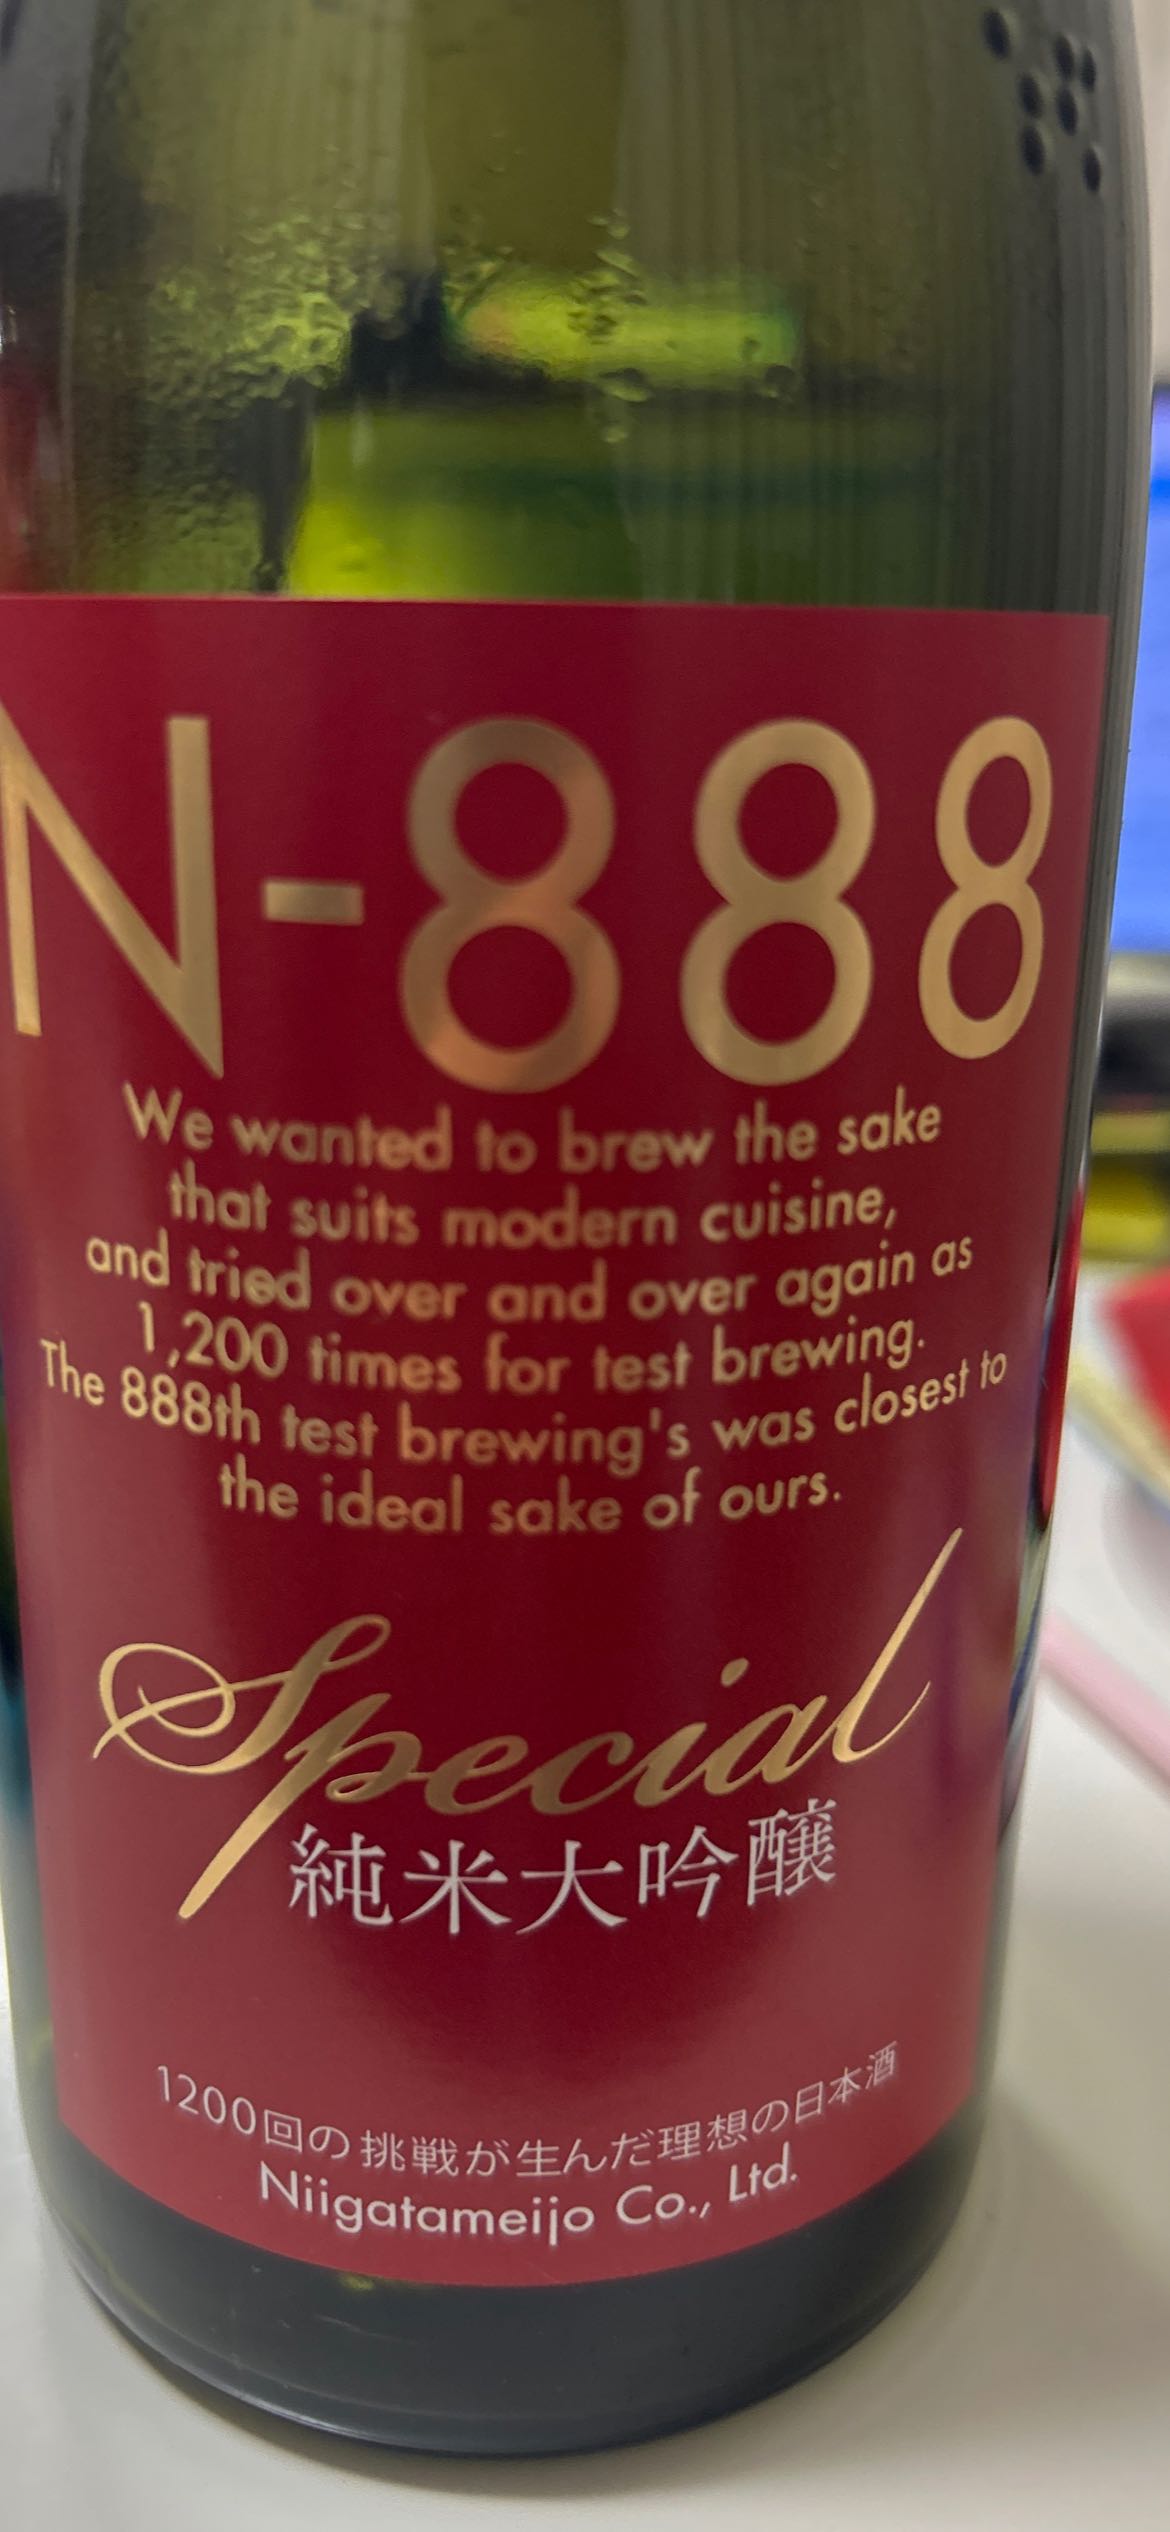 N-888
We wanted to brew the sake
that suits modern cuisine,
and tried over and over again as
1,200 times for test brewing.
The 888th test brewing's was closest to
the ideal sake of ours.
Special
純米大吟醸
1200回の挑戦が生んだ理想の日本酒
Niigatameijo Co., Ltd.